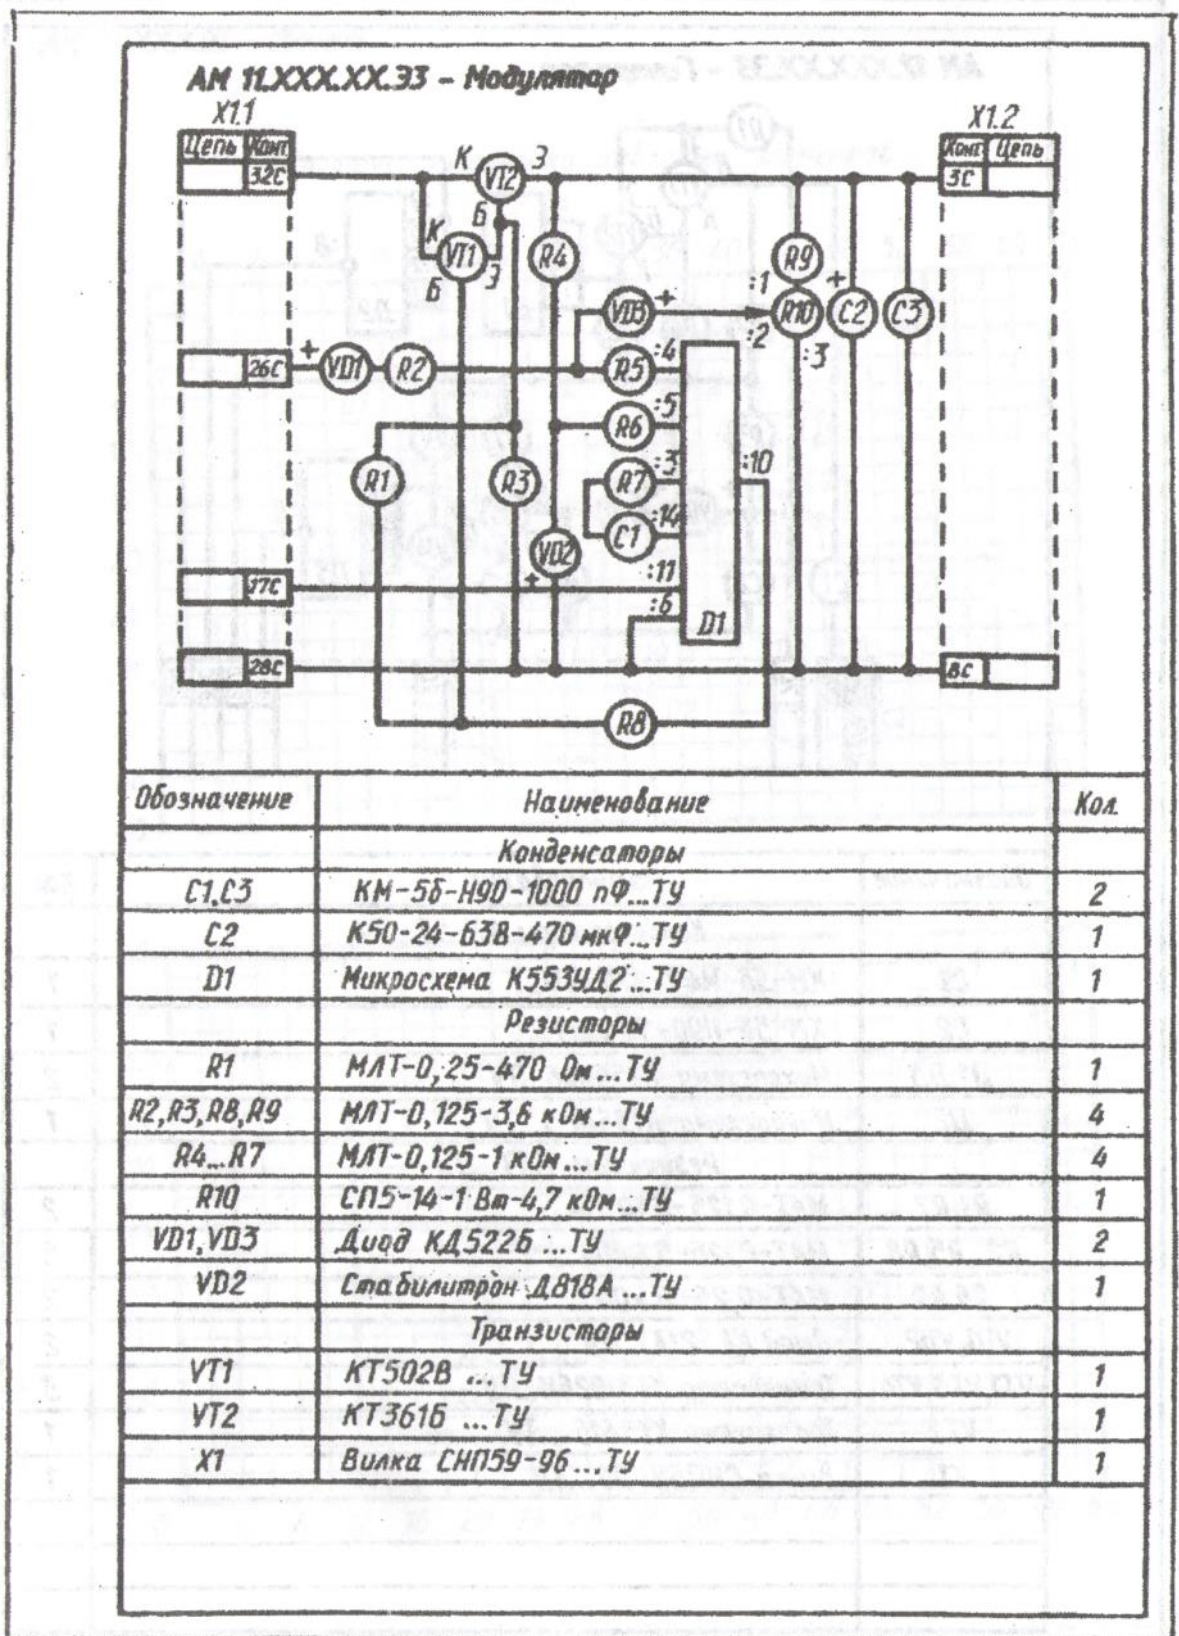 АМ 11.XXX.XX.ЭЗ – Модулятор
X1.1
X1.2
Цепь Конт
Конт Цепь
32С
3С
К VT2 Э
Б
К VT1 Э
Б
R4
R9
:1
VD3 +
:2
R10
:3
+ C2
C3
26С
+ VD1
R2
R5
:4
R6
:5
R1
R3
R7
:3
:10
C1
:14
VD2
+
17С
:11
:6
D1
28С
8С
R8
Обозначение Наименование Кол.
Конденсаторы
C1,C3 КМ-5б-Н90-1000 пФ...ТУ 2
C2 К50-24-63В-470 мкФ...ТУ 1
D1 Микросхема К553УД2...ТУ 1
Резисторы
R1 МЛТ-0,25-470 Ом...ТУ 1
R2,R3,R8,R9 МЛТ-0,125-3,6 кОм...ТУ 4
R4...R7 МЛТ-0,125-1 кОм...ТУ 4
R10 СП5-14-1 Вт-4,7 кОм...ТУ 1
VD1,VD3 Диод КД522Б ...ТУ 2
VD2 Стабилитрон Д818А ...ТУ 1
Транзисторы
VT1 КТ502В ...ТУ 1
VT2 КТ361Б ...ТУ 1
X1 Вилка СНП59-96...ТУ 1